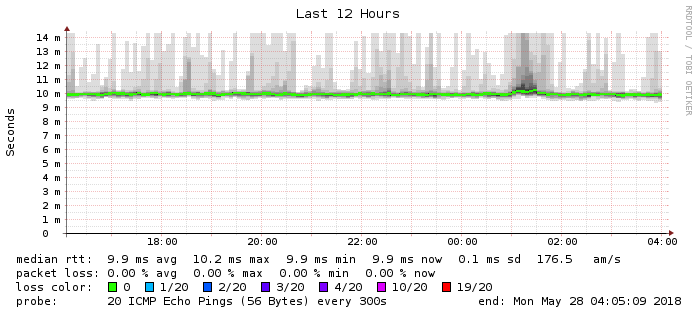 Last 12 Hours
RRDTOOL / TOBI OETIKER
Seconds
14 m
13 m
12 m
11 m
10 m
9 m
8 m
7 m
6 m
5 m
4 m
3 m
2 m
1 m
0
18:00 20:00 22:00 00:00 02:00 04:00
median rtt: 9.9 ms avg 10.2 ms max 9.9 ms min 9.9 ms now 0.1 ms sd 176.5 am/s
packet loss: 0.00 % avg 0.00 % max 0.00 % min 0.00 % now
loss color: 0 1/20 2/20 3/20 4/20 10/20 19/20
probe: 20 ICMP Echo Pings (56 Bytes) every 300s end: Mon May 28 04:05:09 2018